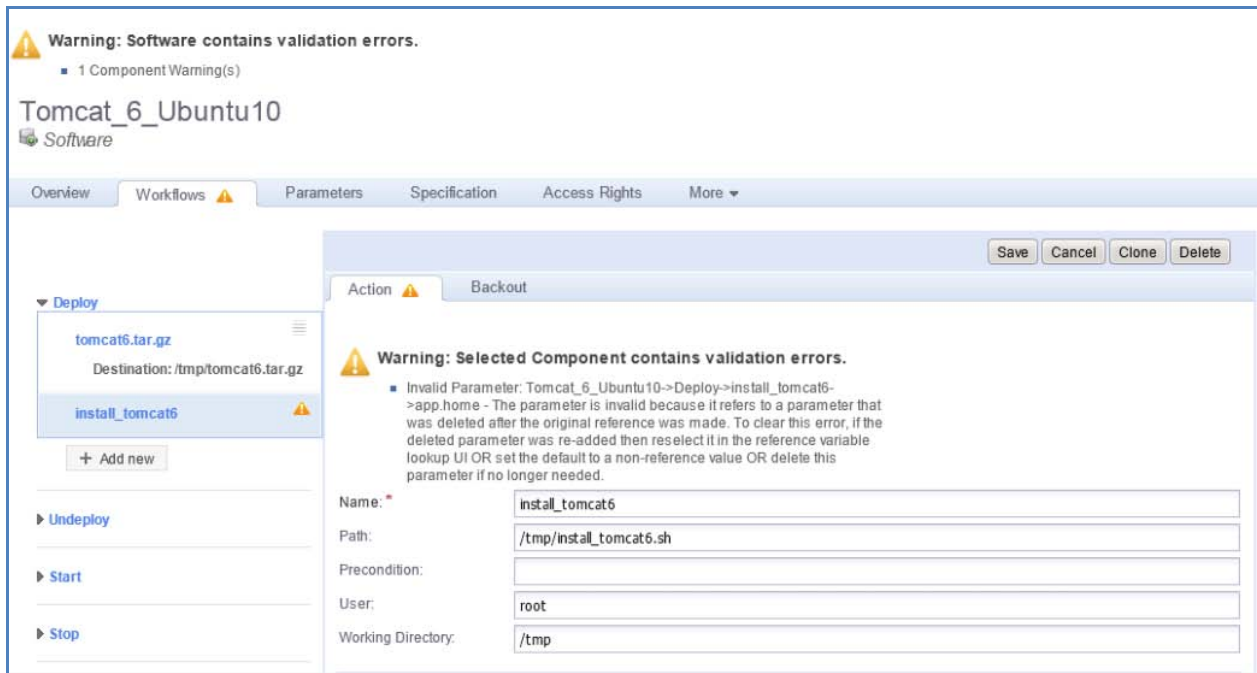 Warning: Software contains validation errors.
1 Component Warning(s)
Tomcat_6_Ubuntu10
Software
Overview Workflows Parameters Specification Access Rights More
Save Cancel Clone Delete
Action Backout
Deploy
tomcat6.tar.gz
Destination: /tmp/tomcat6.tar.gz
install_tomcat6
+ Add new
Undeploy
Start
Stop
Warning: Selected Component contains validation errors.
Invalid Parameter: Tomcat_6_Ubuntu10->Deploy->install_tomcat6-
>app.home - The parameter is invalid because it refers to a parameter that
was deleted after the original reference was made. To clear this error, if the
deleted parameter was re-added then reselect it in the reference variable
lookup UI OR set the default to a non-reference value OR delete this
parameter if no longer needed.
Name: * install_tomcat6
Path: /tmp/install_tomcat6.sh
Precondition:
User: root
Working Directory: /tmp